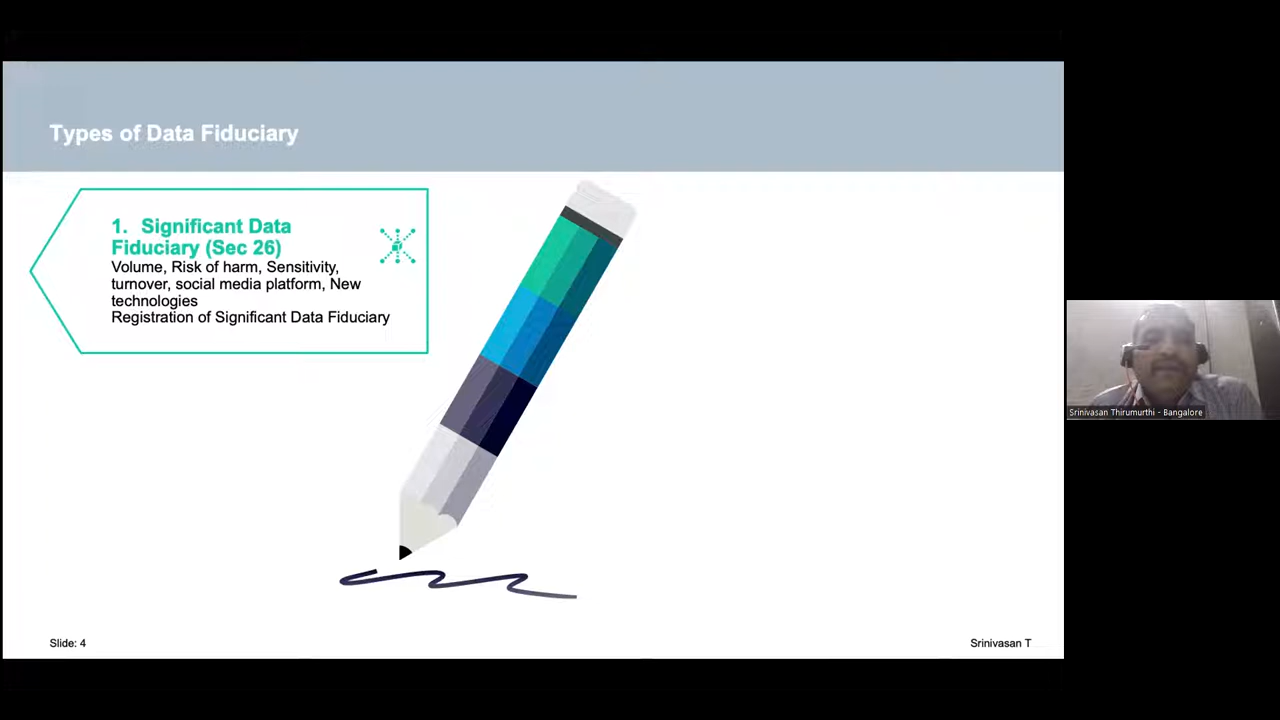 Types of Data Fiduciary
1. Significant Data
Fiduciary (Sec 26)
Volume, Risk of harm, Sensitivity,
turnover, social media platform, New
technologies
Registration of Significant Data Fiduciary
Srinivasan Thirumurthi - Bangalore
Slide: 4
Srinivasan T